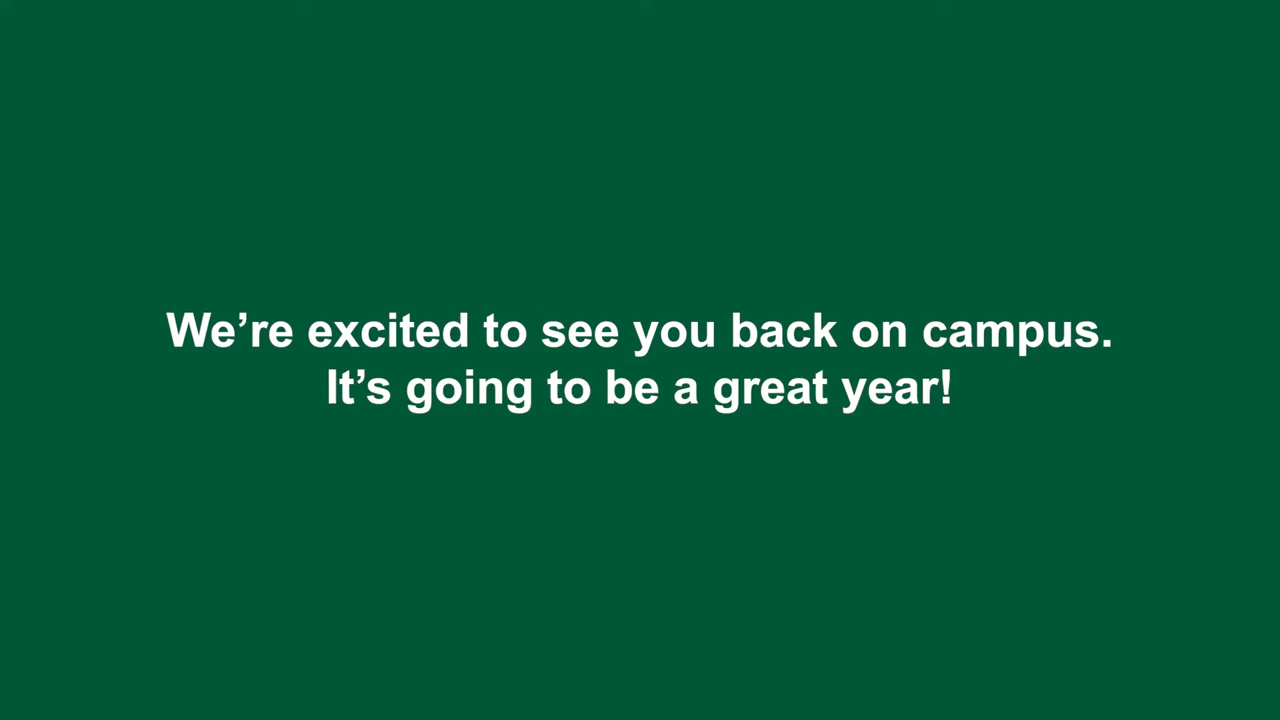 We’re excited to see you back on campus.
It’s going to be a great year!